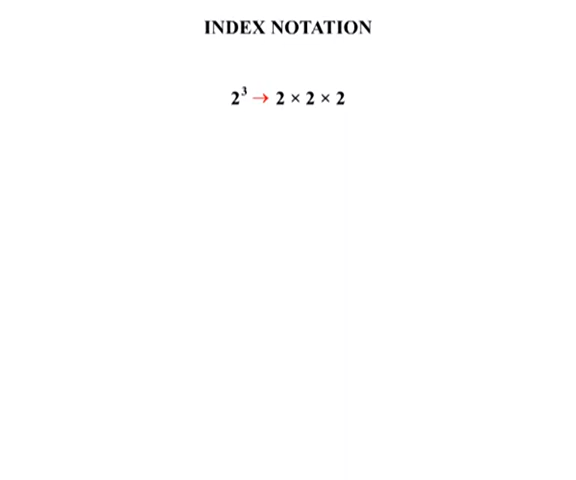 INDEX NOTATION
2³ → 2 × 2 × 2